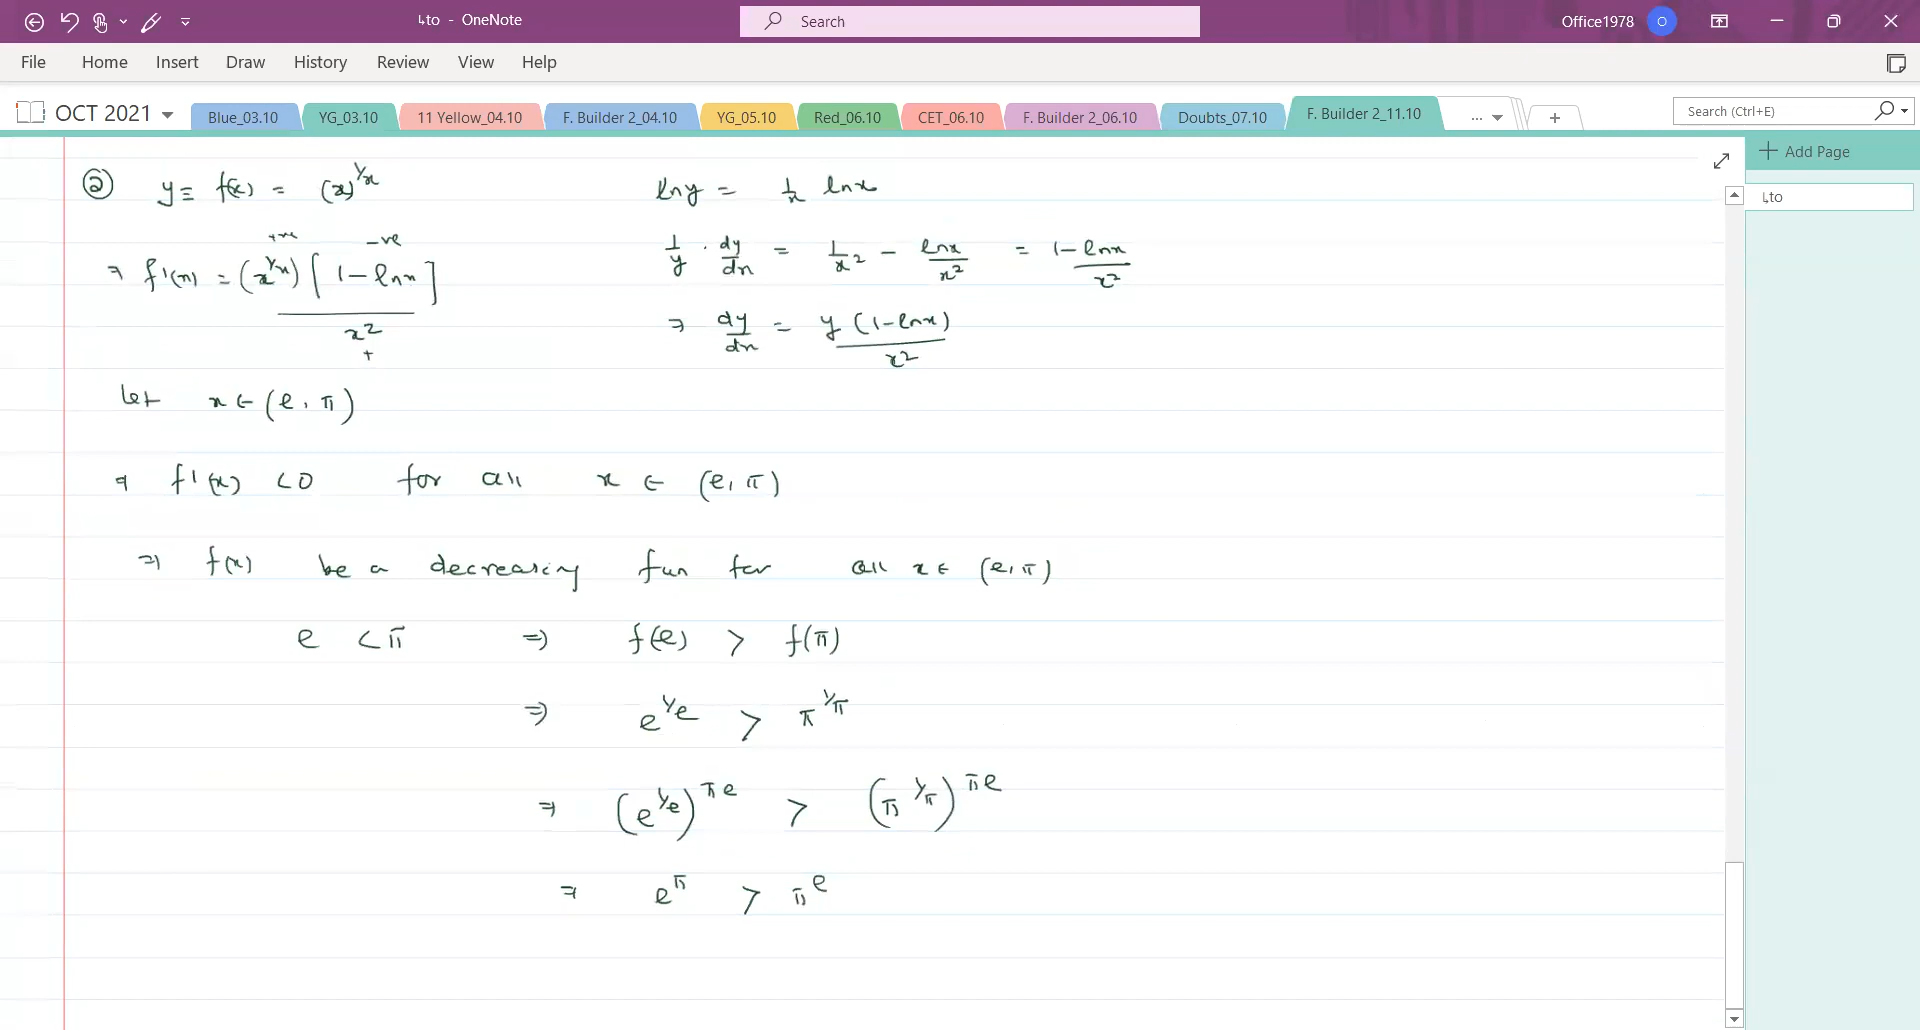 ↳to - OneNote
Search
Office1978
O
File Home Insert Draw History Review View Help
OCT 2021
Blue_03.10 YG_03.10 11 Yellow_04.10 F. Builder 2_04.10 YG_05.10 Red_06.10 CET_06.10 F. Builder 2_06.10 Doubts_07.10 F. Builder 2_11.10 ... +
Search (Ctrl+E)
+ Add Page
↳to
② y = f(x) = (x)^1/x
⇒ f'(x) = (x^1/x) [1 - ln x] / x²
+ve -ve
+
ln y = 1/x ln x
1/y · dy/dx = 1/x² - ln x/x² = 1 - ln x/x²
⇒ dy/dx = y (1 - ln x)/x²
let x ∈ (e, π)
⇒ f'(x) < 0 for all x ∈ (e, π)
⇒ f(x) be a decreasing fun for all x ∈ (e, π)
e < π ⇒ f(e) > f(π)
⇒ e^1/e > π^1/π
⇒ (e^1/e)^πe > (π^1/π)^πe
⇒ e^π > π^e